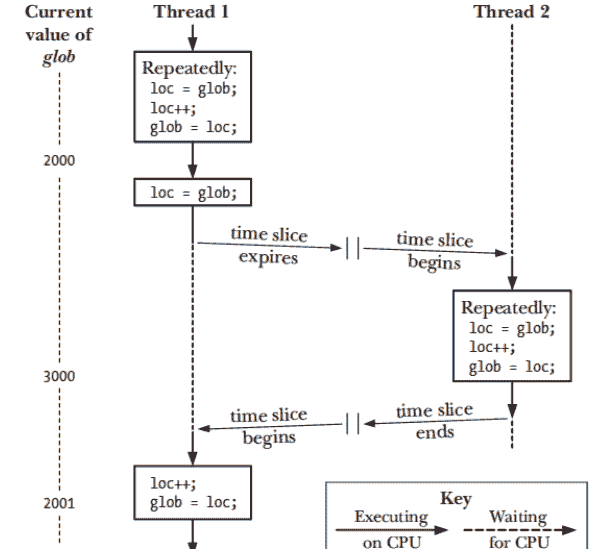 Current
value of
glob
Thread 1
Thread 2
Repeatedly:
loc = glob;
loc++;
glob = loc;
2000
loc = glob;
time slice
expires
time slice
begins
Repeatedly:
loc = glob;
loc++;
glob = loc;
3000
time slice
begins
time slice
ends
loc++;
glob = loc;
2001
Key
Executing
on CPU
Waiting
for CPU